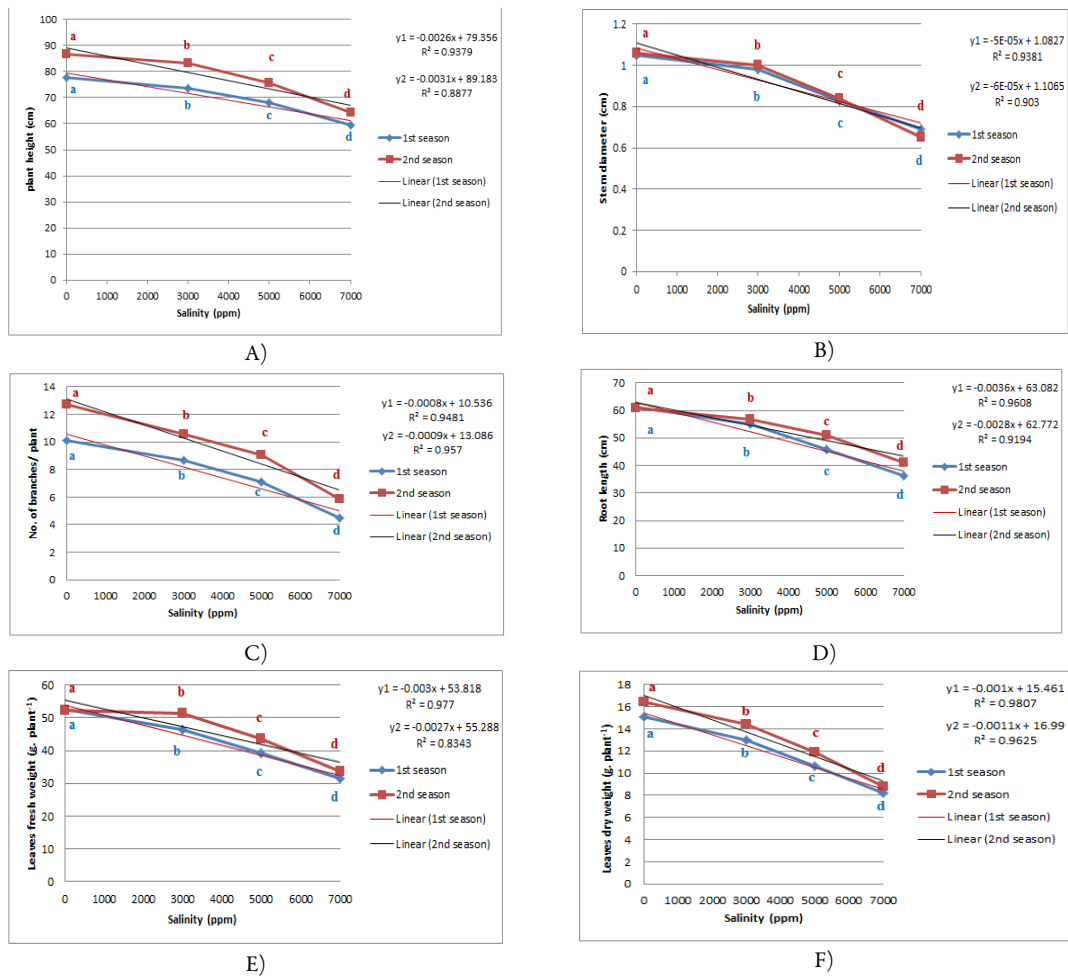 a
b
c
d
a
b
c
d
100
90
80
70
60
50
40
30
20
10
0
plant height (cm)
0 1000 2000 3000 4000 5000 6000 7000
Salinity (ppm)
y1 = -0.0026x + 79.356
R² = 0.9379
y2 = -0.0031x + 89.183
R² = 0.8877
1st season
2nd season
Linear (1st season)
Linear (2nd season)
A)
a
b
c
d
a
b
c
d
1.2
1
0.8
0.6
0.4
0.2
0
Stem diameter (cm)
0 1000 2000 3000 4000 5000 6000 7000
Salinity (ppm)
y1 = -5E-05x + 1.0827
R² = 0.9381
y2 = -6E-05x + 1.1065
R² = 0.903
1st season
2nd season
Linear (1st season)
Linear (2nd season)
B)
a
b
c
d
a
b
c
d
14
12
10
8
6
4
2
0
No. of branches/ plant
0 1000 2000 3000 4000 5000 6000 7000
Salinity (ppm)
y1 = -0.0008x + 10.536
R² = 0.9481
y2 = -0.0009x + 13.086
R² = 0.957
1st season
2nd season
Linear (1st season)
Linear (2nd season)
C)
a
b
c
d
a
b
c
d
70
60
50
40
30
20
10
0
Root length (cm)
0 1000 2000 3000 4000 5000 6000 7000
Salinity (ppm)
y1 = -0.0036x + 63.082
R² = 0.9608
y2 = -0.0028x + 62.772
R² = 0.9194
1st season
2nd season
Linear (1st season)
Linear (2nd season)
D)
a
b
c
d
a
b
c
d
60
50
40
30
20
10
0
Leaves fresh weight (g. plant⁻¹)
0 1000 2000 3000 4000 5000 6000 7000
Salinity (ppm)
y1 = -0.003x + 53.818
R² = 0.977
y2 = -0.0027x + 55.288
R² = 0.8343
1st season
2nd season
Linear (1st season)
Linear (2nd season)
E)
a
b
c
d
a
b
c
d
18
16
14
12
10
8
6
4
2
0
Leaves dry weight (g. plant⁻¹)
0 1000 2000 3000 4000 5000 6000 7000
Salinity (ppm)
y1 = -0.001x + 15.461
R² = 0.9807
y2 = -0.0011x + 16.99
R² = 0.9625
1st season
2nd season
Linear (1st season)
Linear (2nd season)
F)